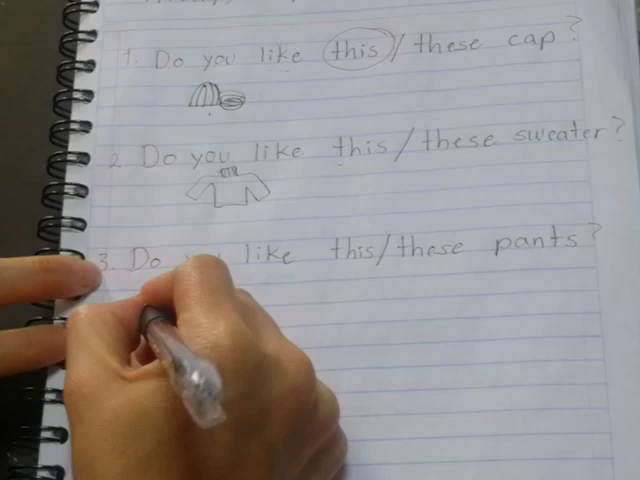 1. Do you like this/these cap?
2. Do you like this/these sweater?
3. Do you like this/these pants?